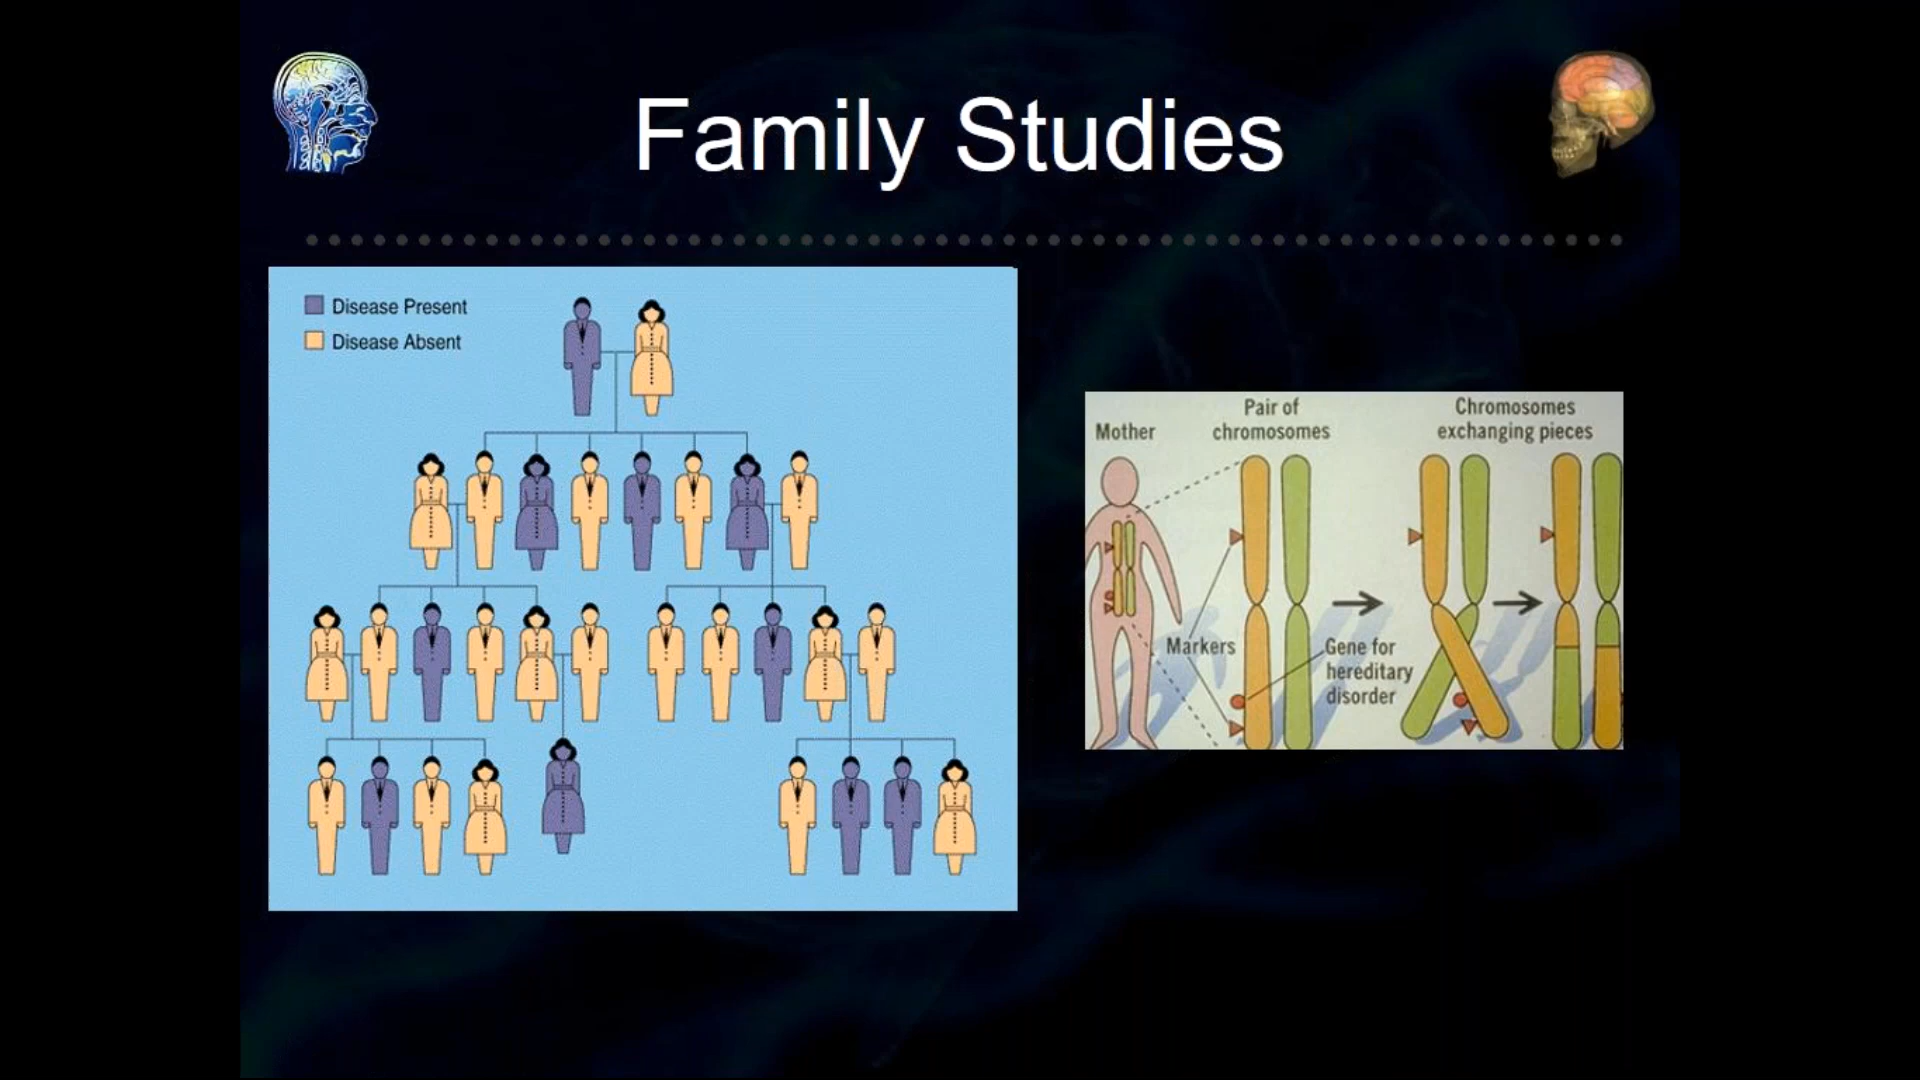 Family Studies
Disease Present
Disease Absent
Mother
Pair of
chromosomes
Chromosomes
exchanging pieces
Markers
Gene for
hereditary
disorder